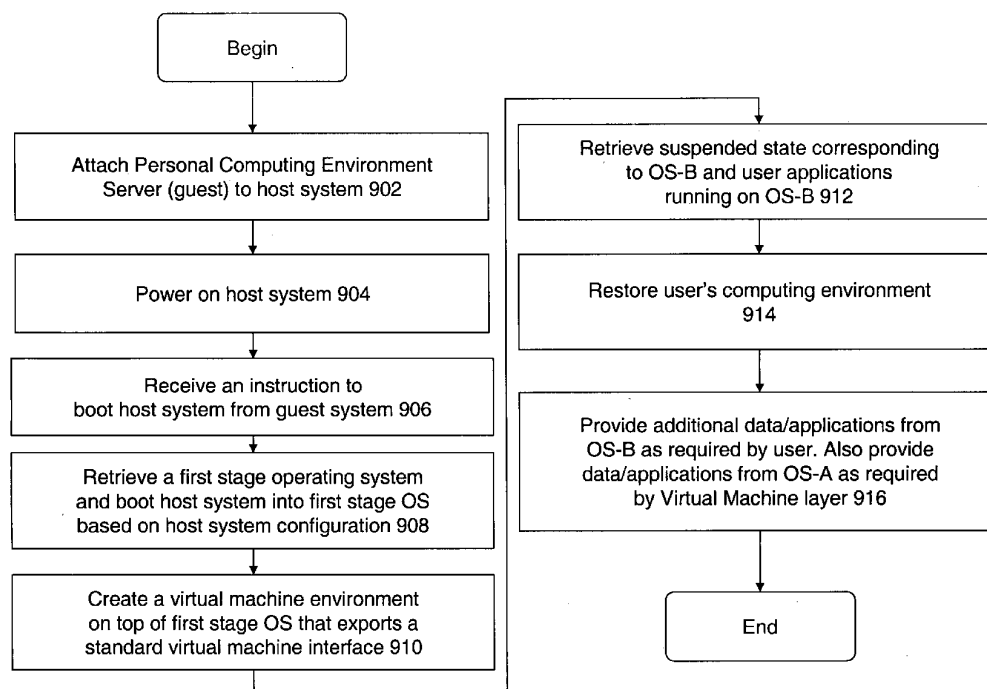 Begin
Attach Personal Computing Environment
Server (guest) to host system 902
Power on host system 904
Receive an instruction to
boot host system from guest system 906
Retrieve a first stage operating system
and boot host system into first stage OS
based on host system configuration 908
Create a virtual machine environment
on top of first stage OS that exports a
standard virtual machine interface 910
Retrieve suspended state corresponding
to OS-B and user applications
running on OS-B 912
Restore user's computing environment
914
Provide additional data/applications from
OS-B as required by user. Also provide
data/applications from OS-A as required
by Virtual Machine layer 916
End